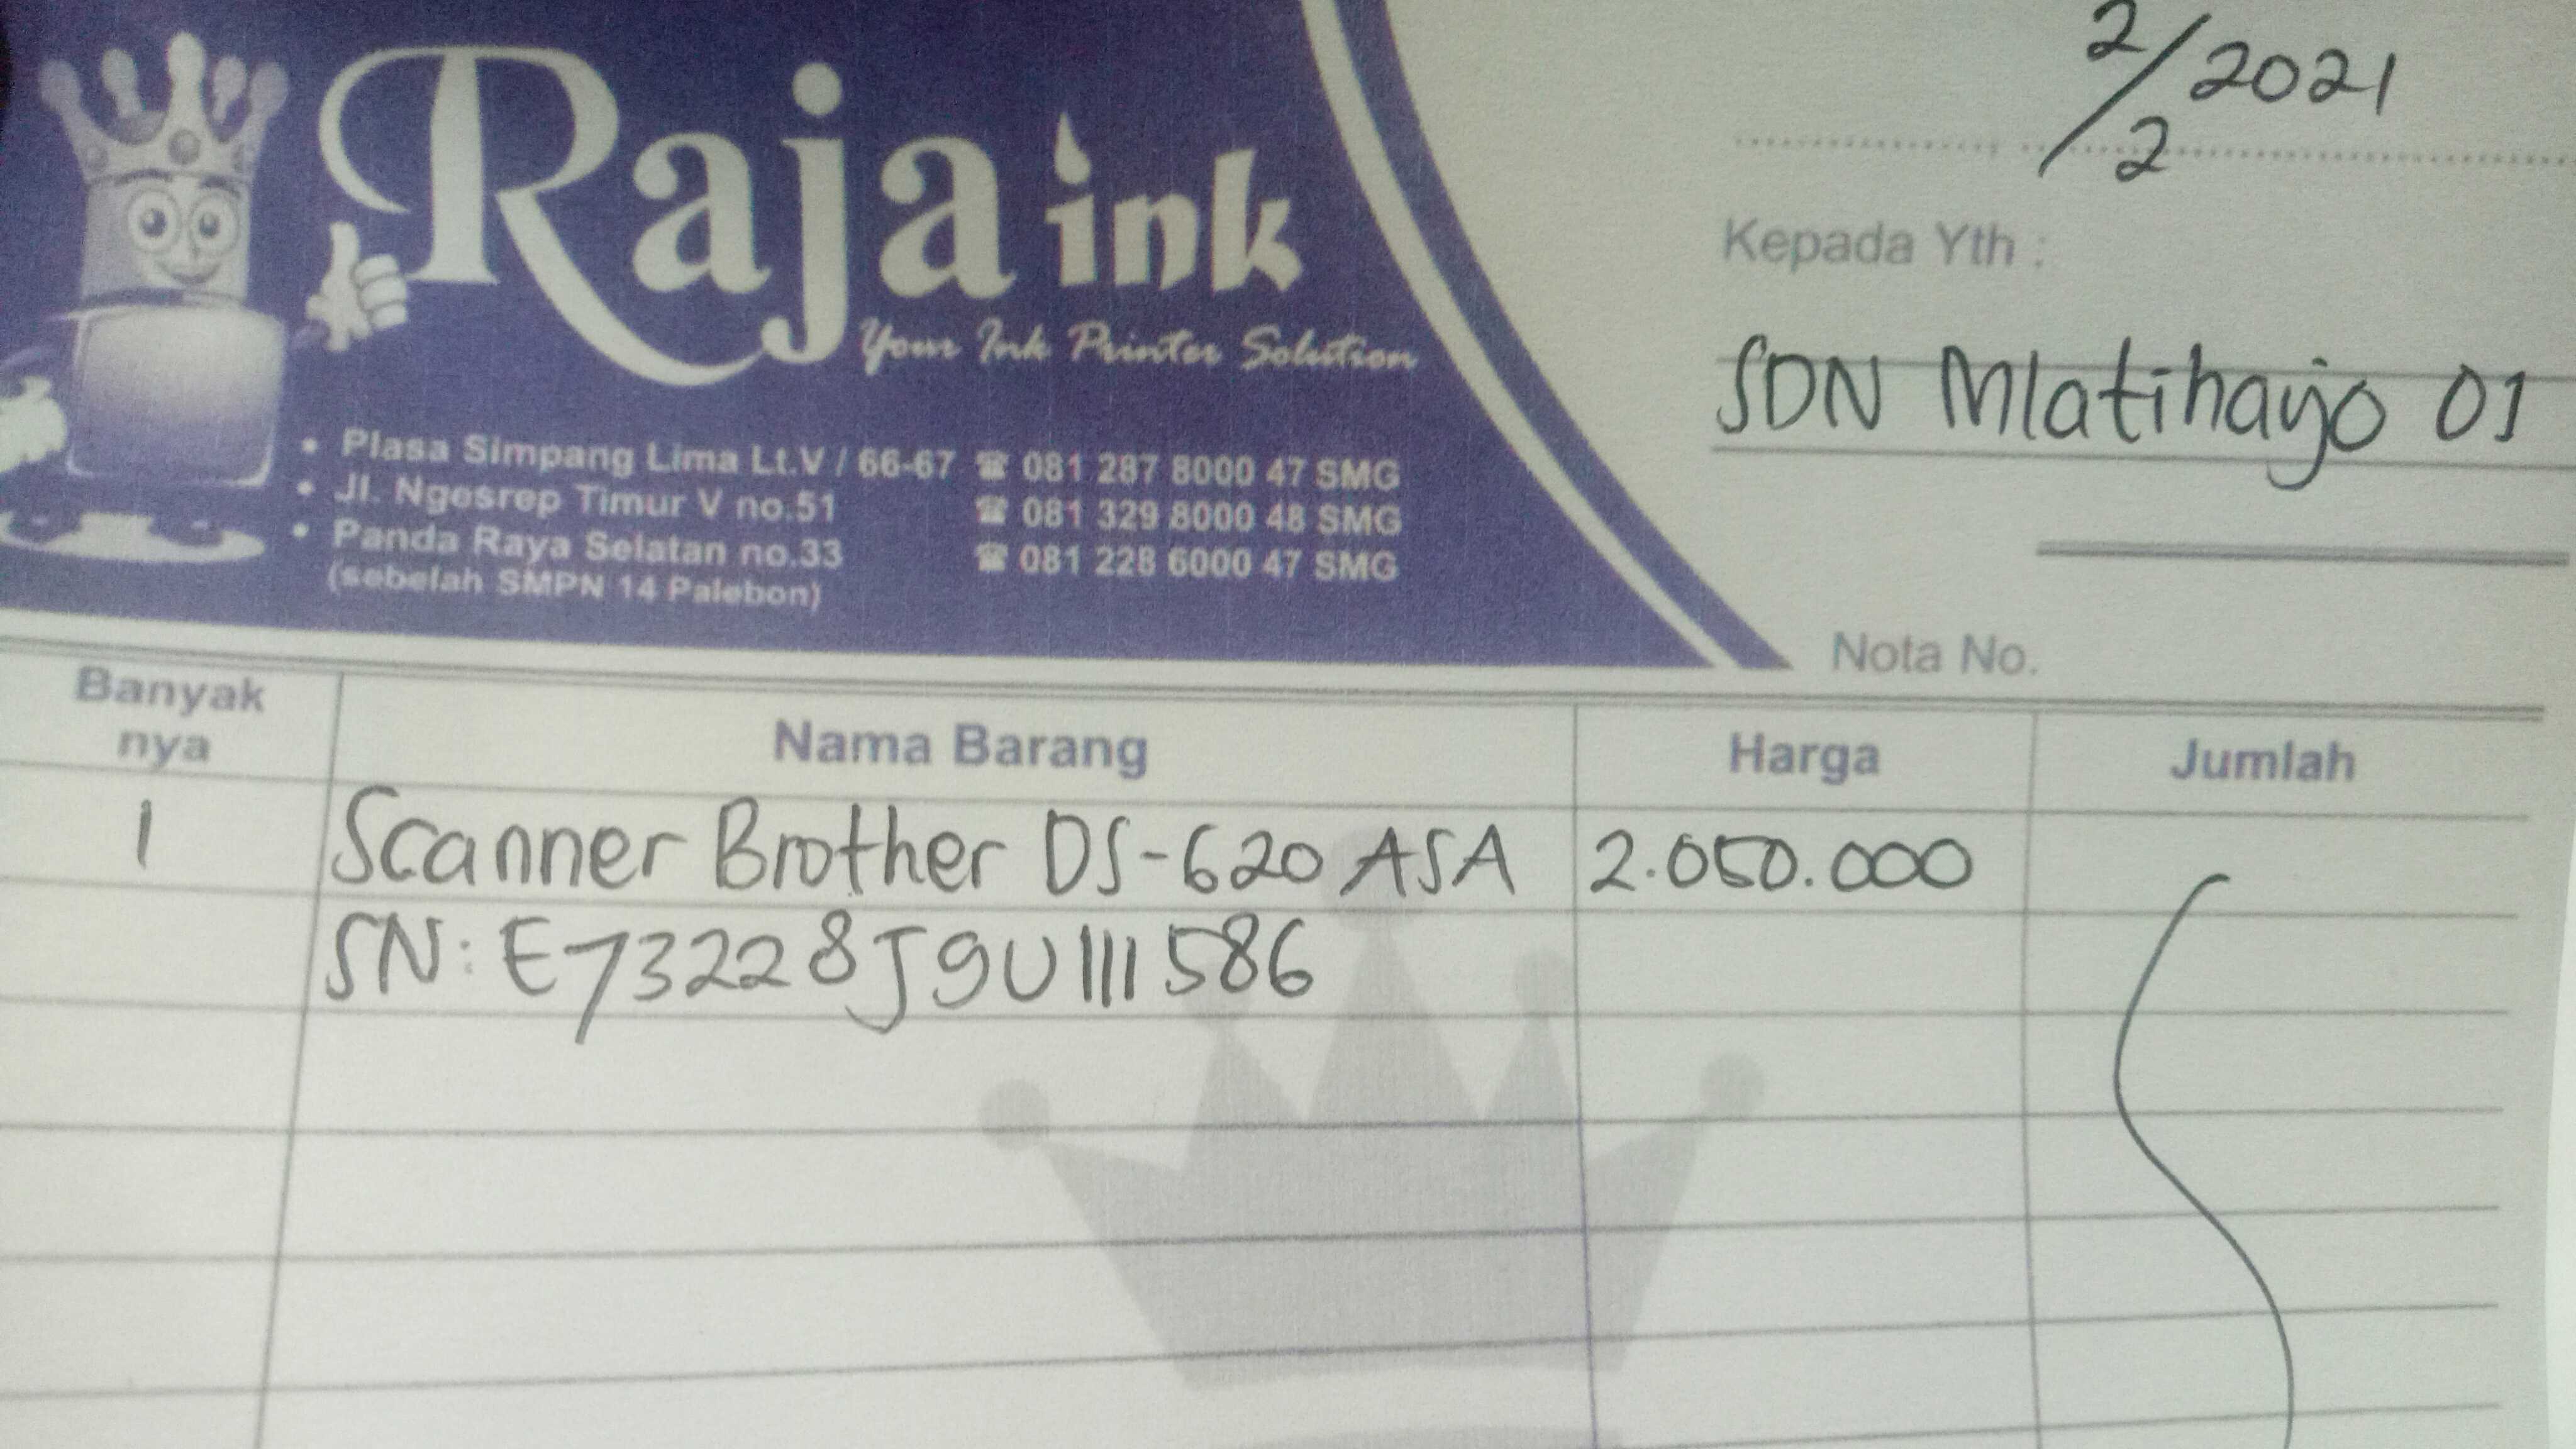 Raja ink
Your Ink Printer Solution
• Plasa Simpang Lima Lt.V / 66-67 ☎ 081 287 8000 47 SMG
• Jl. Ngesrep Timur V no.51 ☎ 081 329 8000 48 SMG
• Panda Raya Selatan no.33 ☎ 081 228 6000 47 SMG
(sebelah SMPN 14 Palebon)
2/2 2021
Kepada Yth :
SDN Mlatiharjo 01
Nota No.
Banyak nya Nama Barang Harga Jumlah
1 Scanner Brother DS-620 ASA 2.050.000
SN: E73228J9U111586